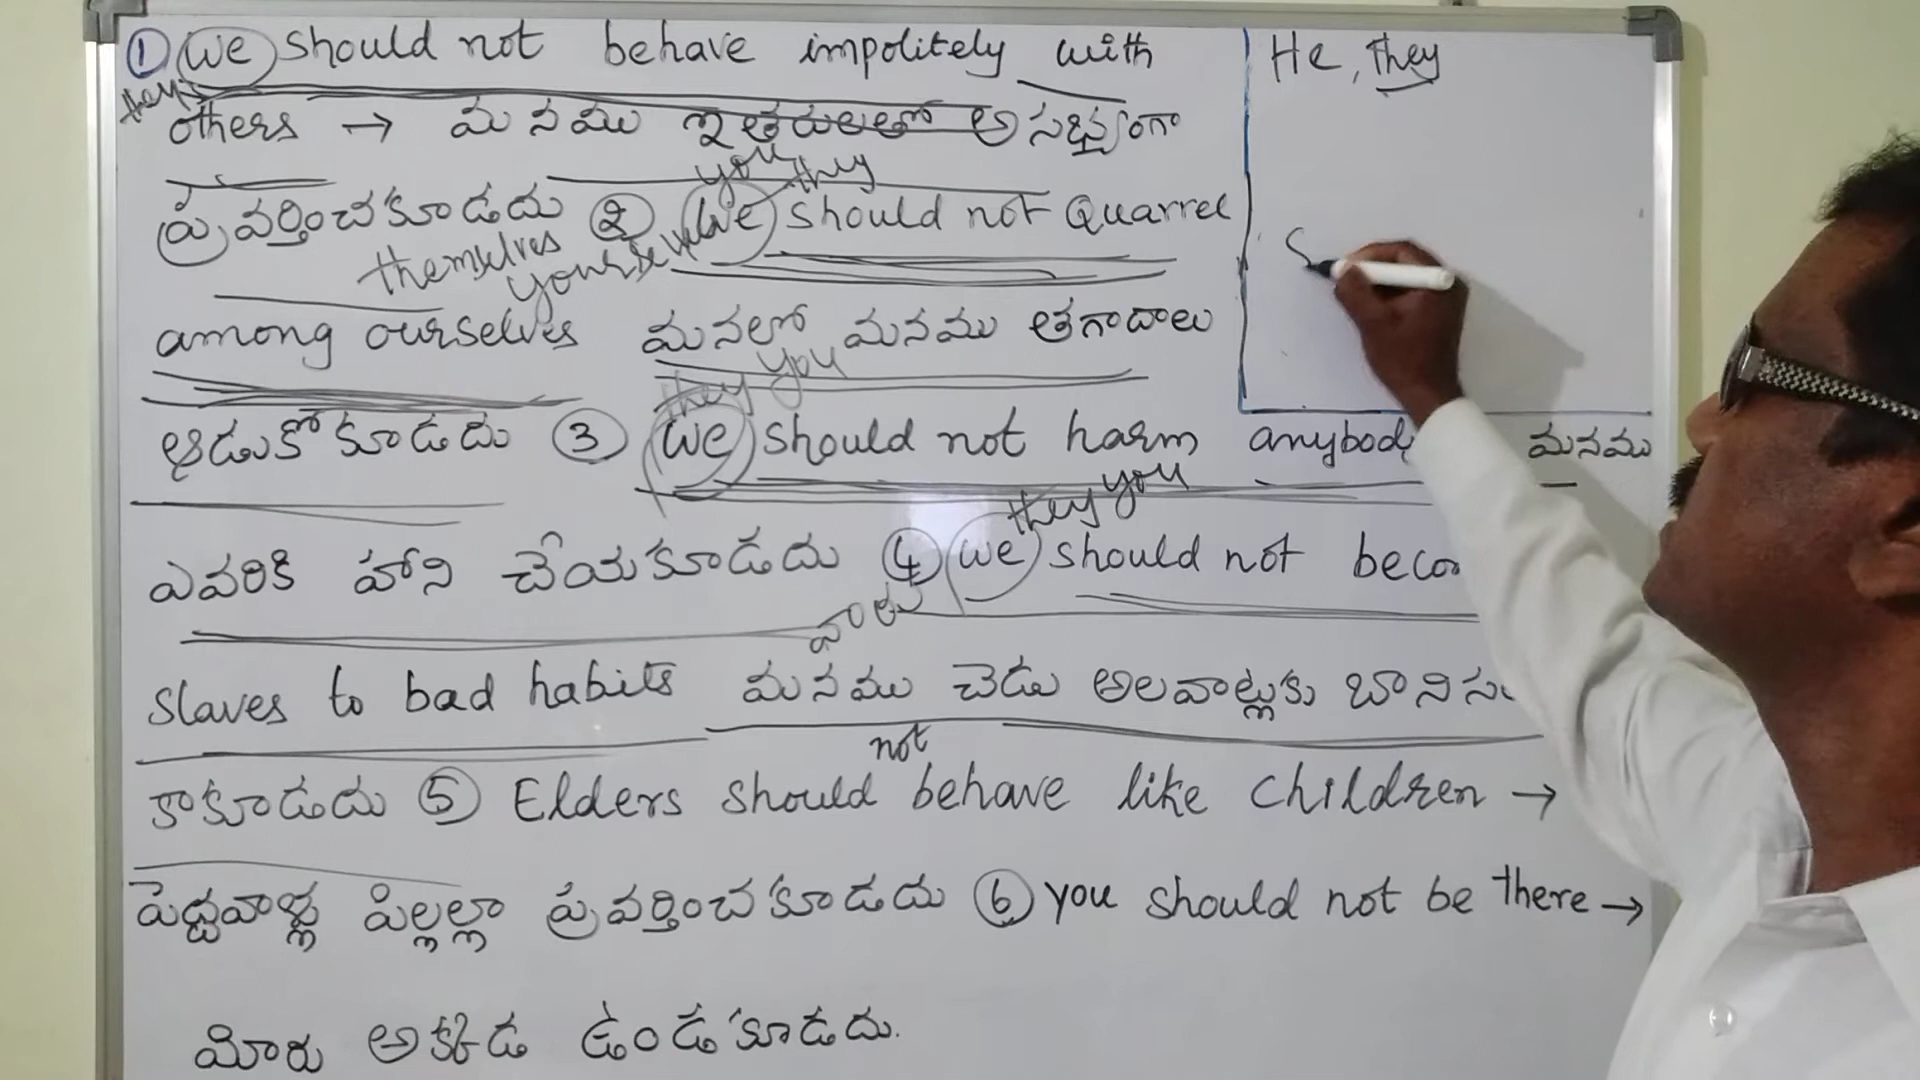 ① we should not behave impolitely with
He, they
they
others → మనము ఇతరులతో అసభ్యంగా
you they
ప్రవర్తించకూడదు ② we should not Quarrel
themselves yourselves
among ourselves మనలో మనము తగాదాలు
they you
ఆడుకోకూడదు ③ we should not harm anybod మనము
they you
ఎవరికి హాని చేయకూడదు ④ we should not beco
వాళ్లు
slaves to bad habits మనము చెడు అలవాట్లుకు బానిస
not
కాకూడదు ⑤ Elders should behave like children →
పెద్దవాళ్లు పిల్లల్లా ప్రవర్తించకూడదు ⑥ you should not be there →
మీరు అక్కడ ఉండకూడదు.